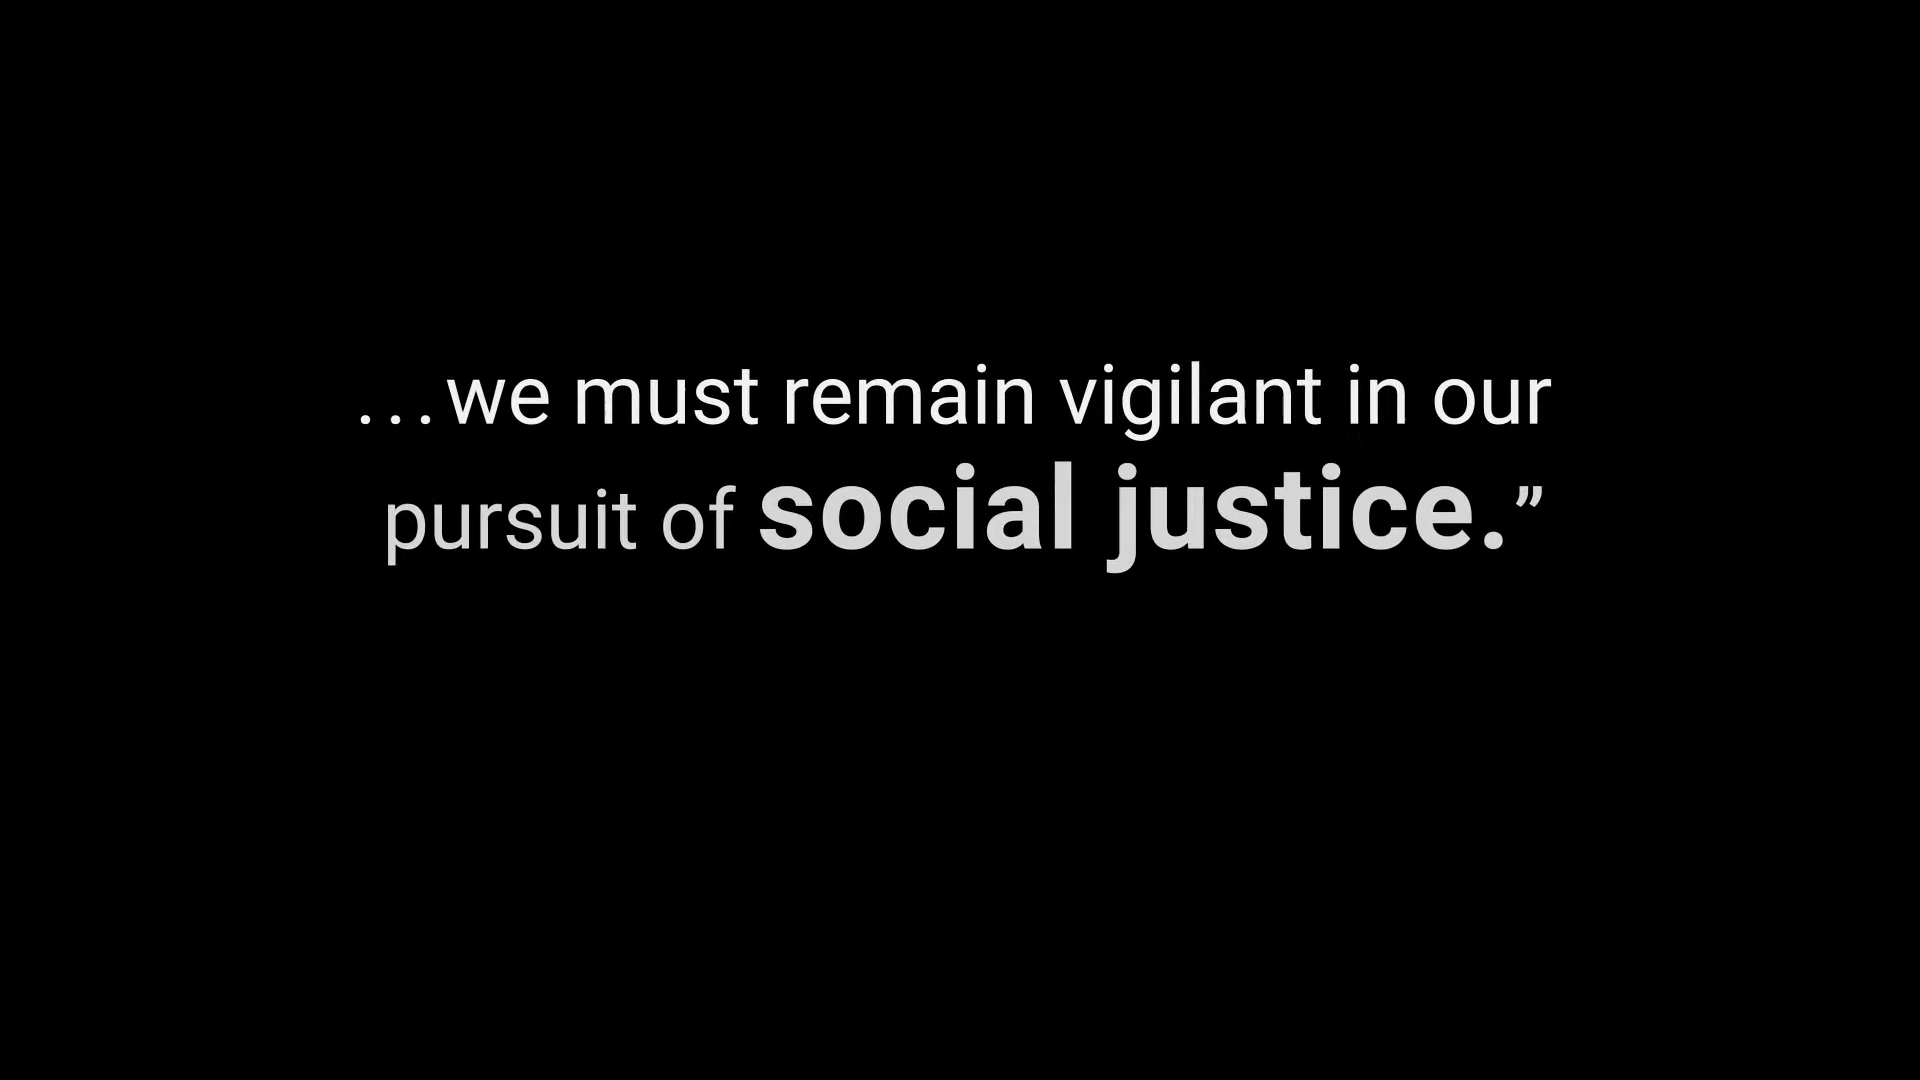 ...we must remain vigilant in our
pursuit of social justice.”